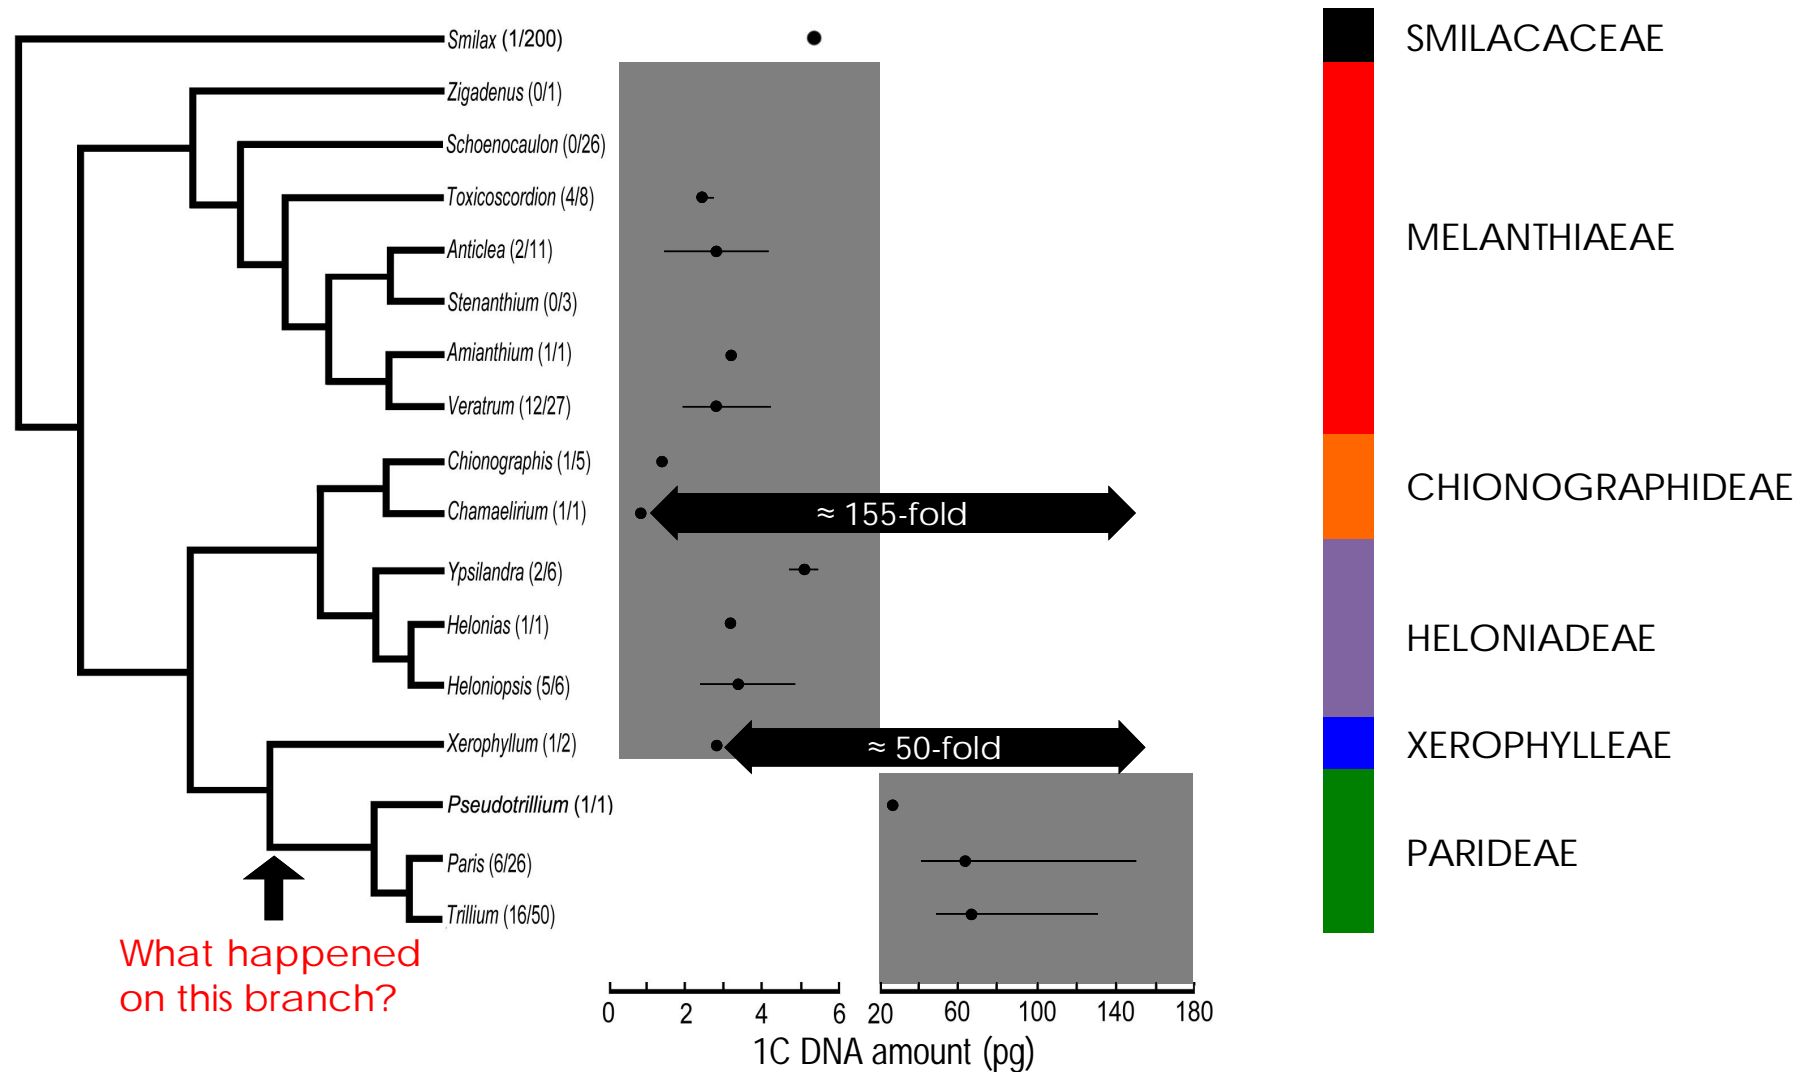 Smilax (1/200)
Zigadenus (0/1)
Schoenocaulon (0/26)
Toxicoscordion (4/8)
Anticlea (2/11)
Stenanthium (0/3)
Amianthium (1/1)
Veratrum (12/27)
Chionographis (1/5)
Chamaelirium (1/1)
Ypsilandra (2/6)
Helonias (1/1)
Heloniopsis (5/6)
Xerophyllum (1/2)
Pseudotrillium (1/1)
Paris (6/26)
Trillium (16/50)
≈ 155-fold
≈ 50-fold
What happened
on this branch?
0 2 4 6 20 60 100 140 180
1C DNA amount (pg)
SMILACACEAE
MELANTHIAEAE
CHIONOGRAPHIDEAE
HELONIADEAE
XEROPHYLLEAE
PARIDEAE